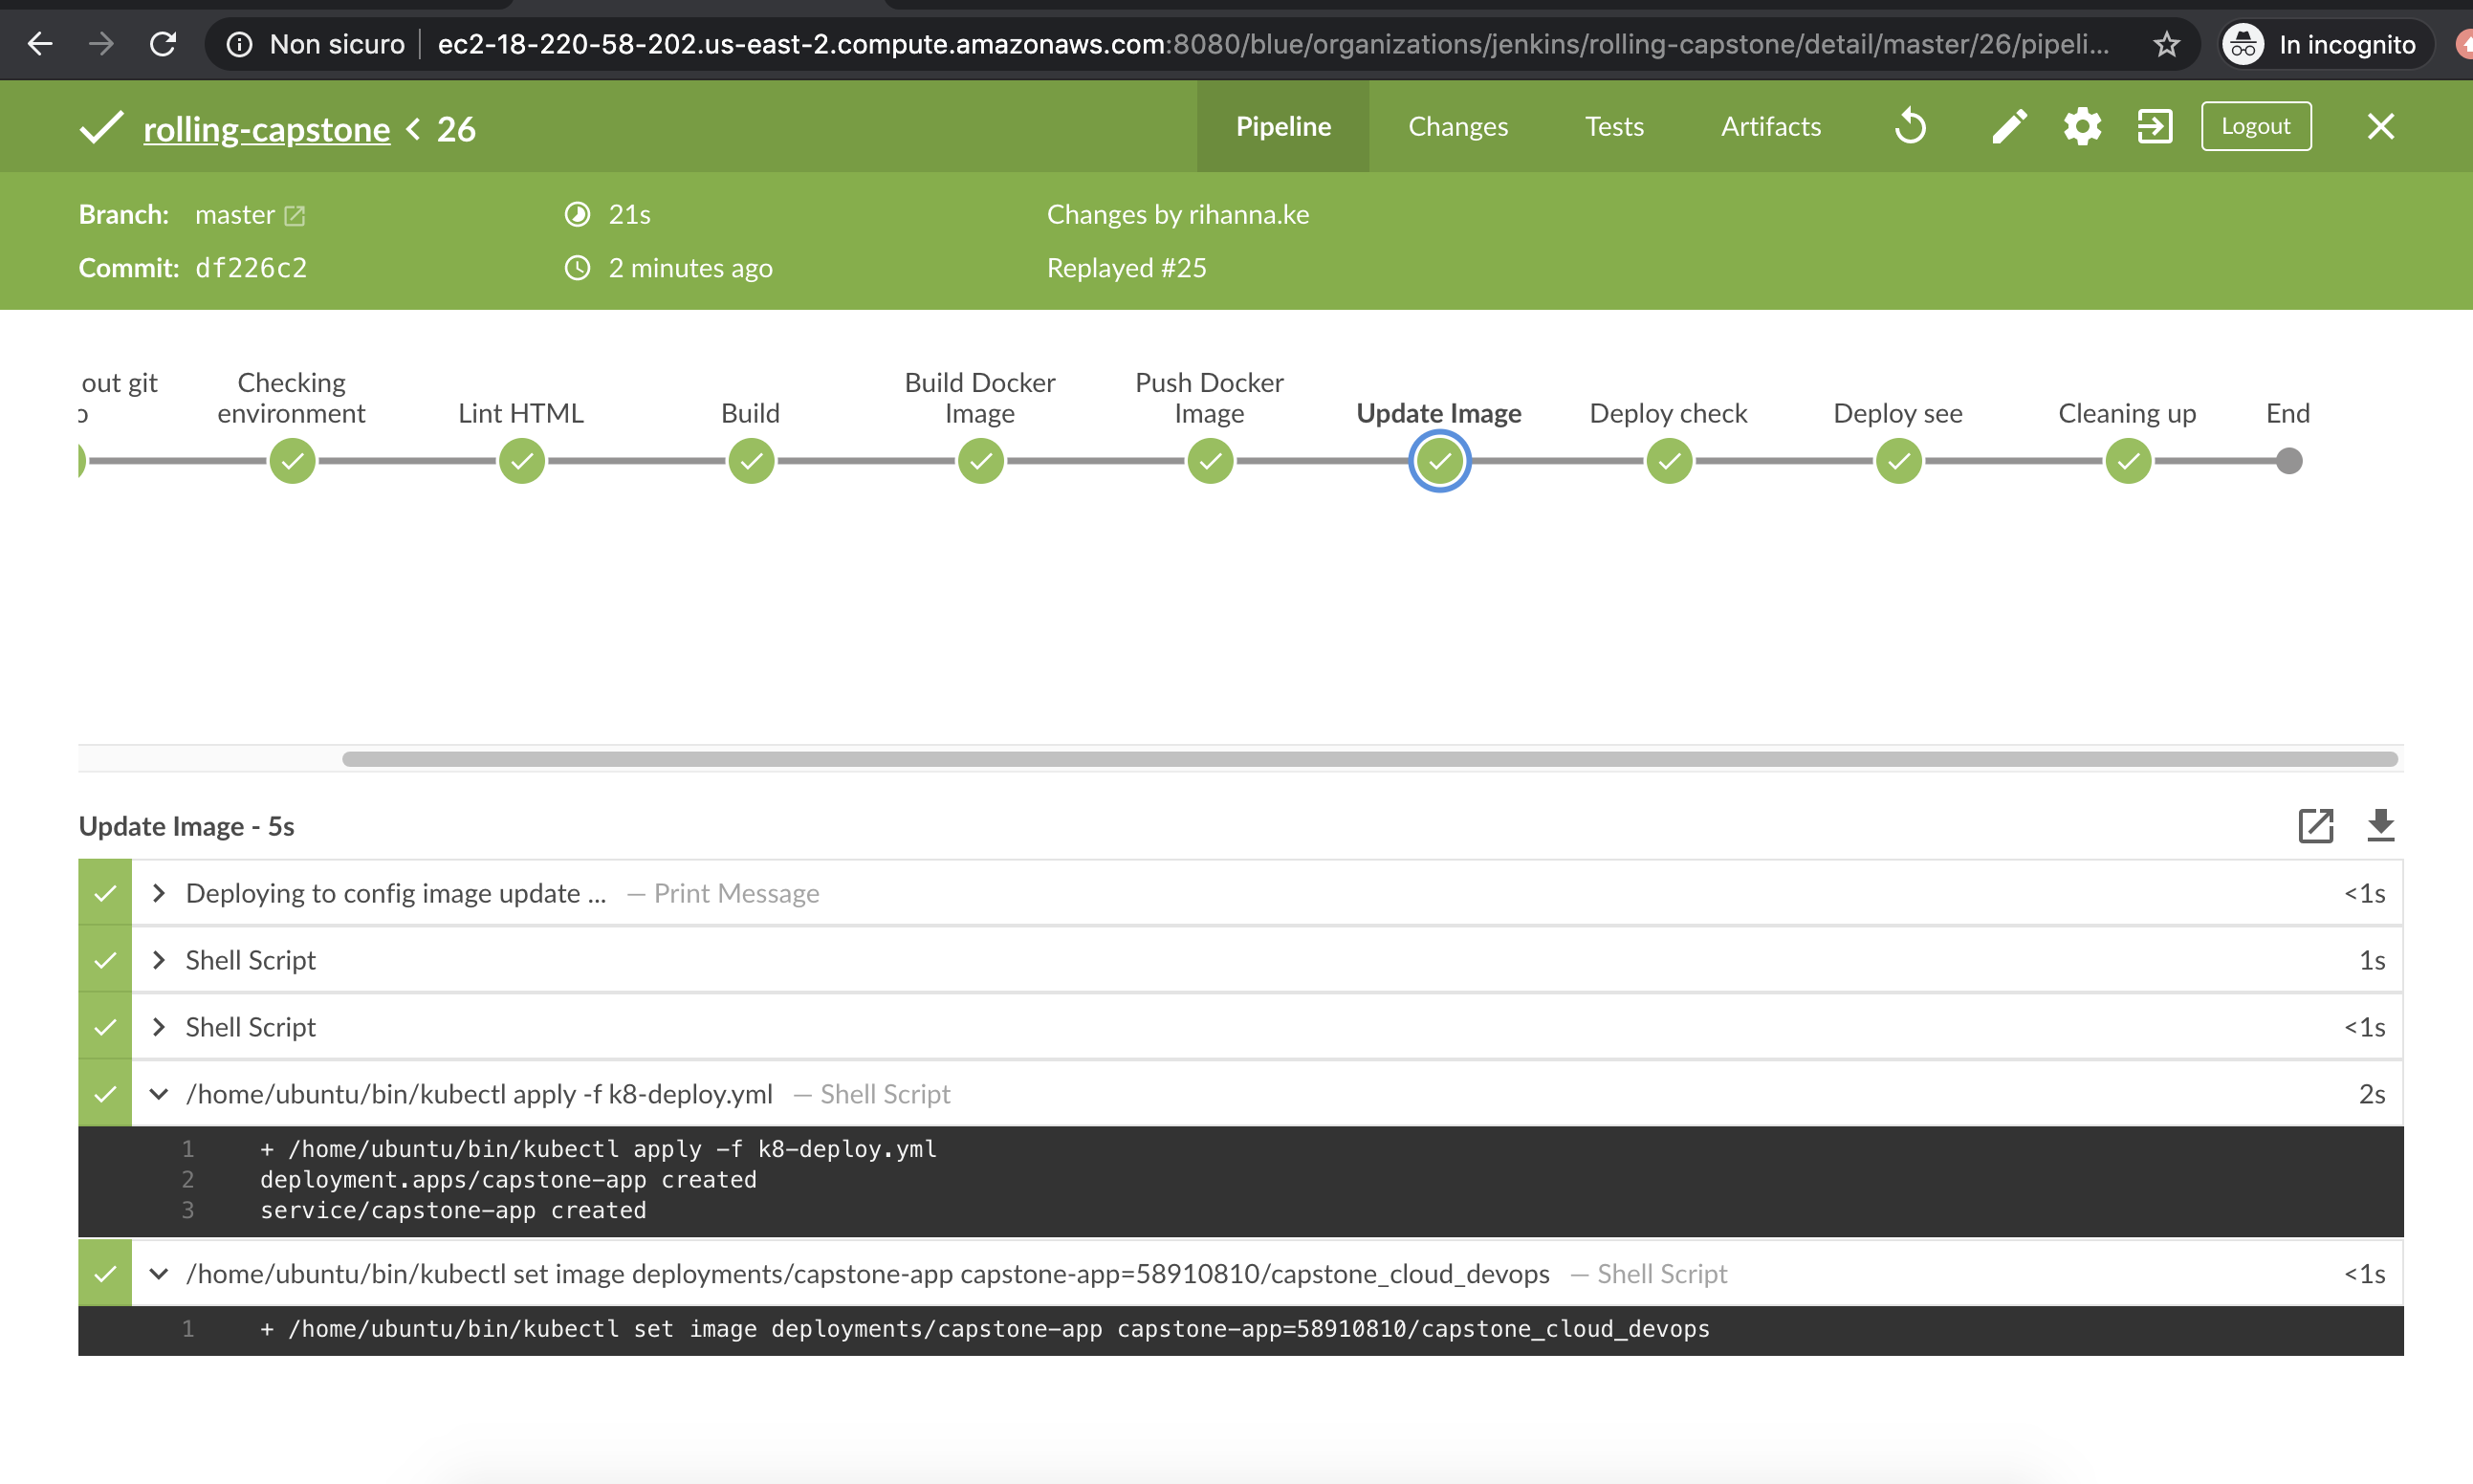 Non sicuro ec2-18-220-58-202.us-east-2.compute.amazonaws.com:8080/blue/organizations/jenkins/rolling-capstone/detail/master/26/pipeli... In incognito
rolling-capstone < 26 Pipeline Changes Tests Artifacts Logout
Branch: master 21s Changes by rihanna.ke
Commit: df226c2 2 minutes ago Replayed #25
out git Checking Build Docker Push Docker
o environment Lint HTML Build Image Image Update Image Deploy check Deploy see Cleaning up End
Update Image - 5s
Deploying to config image update ... — Print Message <1s
Shell Script 1s
Shell Script <1s
/home/ubuntu/bin/kubectl apply -f k8-deploy.yml — Shell Script 2s
1 + /home/ubuntu/bin/kubectl apply -f k8-deploy.yml
2 deployment.apps/capstone-app created
3 service/capstone-app created
/home/ubuntu/bin/kubectl set image deployments/capstone-app capstone-app=58910810/capstone_cloud_devops — Shell Script <1s
1 + /home/ubuntu/bin/kubectl set image deployments/capstone-app capstone-app=58910810/capstone_cloud_devops